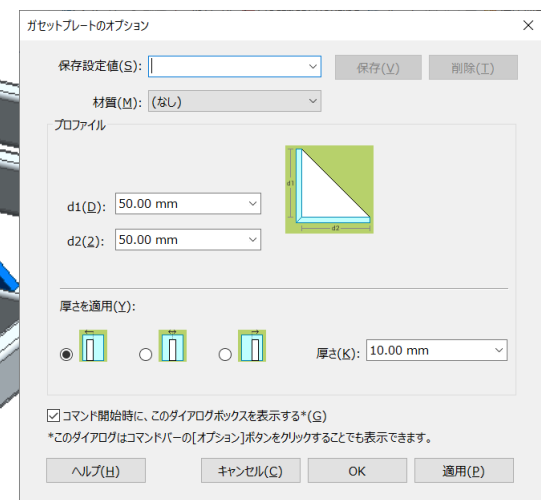 ガセットプレートのオプション
保存設定値(S):
保存(V)
削除(T)
材質(M): (なし)
プロファイル
d1
d2
d1(D): 50.00 mm
d2(2): 50.00 mm
厚さを適用(Y):
厚さ(K): 10.00 mm
コマンド開始時に、このダイアログボックスを表示する*(G)
*このダイアログはコマンドバーの[オプション]ボタンをクリックすることでも表示できます。
ヘルプ(H)
キャンセル(C)
OK
適用(P)